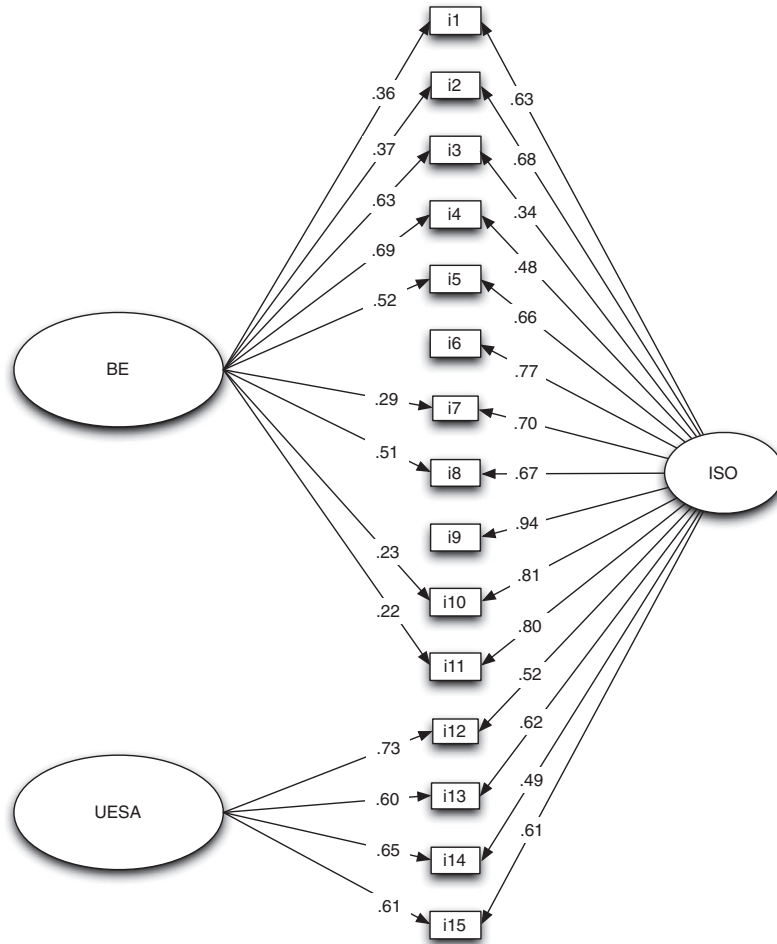 i1
.36
.63
i2
.37
.68
i3
.63
.34
i4
.69
.48
i5
.52
.66
i6
.77
BE
.29
i7
.70
.51
i8
.67
ISO
i9
.94
.23
i10
.81
.22
i11
.80
.52
i12
.73
.62
i13
.60
.49
UESA
i14
.65
.61
i15
.61